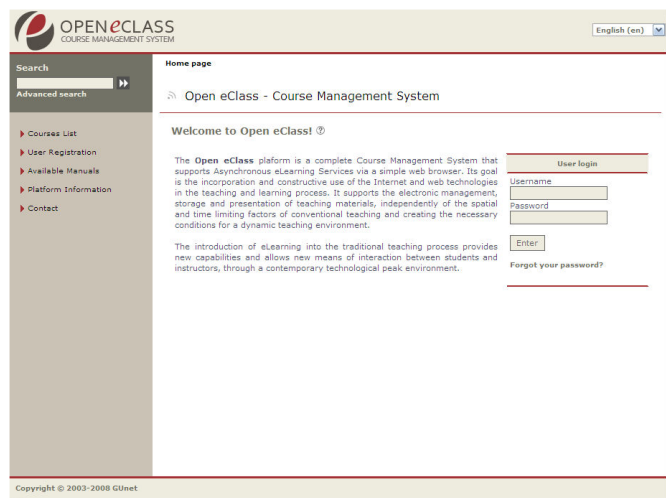 OPENeCLASS
COURSE MANAGEMENT SYSTEM
English (en)
Search
Advanced search
Courses List
User Registration
Available Manuals
Platform Information
Contact
Home page
Open eClass - Course Management System
Welcome to Open eClass!
The Open eClass plaform is a complete Course Management System that
supports Asynchronous eLearning Services via a simple web browser. Its goal
is the incorporation and constructive use of the Internet and web technologies
in the teaching and learning process. It supports the electronic management,
storage and presentation of teaching materials, independently of the spatial
and time limiting factors of conventional teaching and creating the necessary
conditions for a dynamic teaching environment.
The introduction of eLearning into the traditional teaching process provides
new capabilities and allows new means of interaction between students and
instructors, through a contemporary technological peak environment.
User login
Username
Password
Enter
Forgot your password?
Copyright © 2003-2008 GUnet